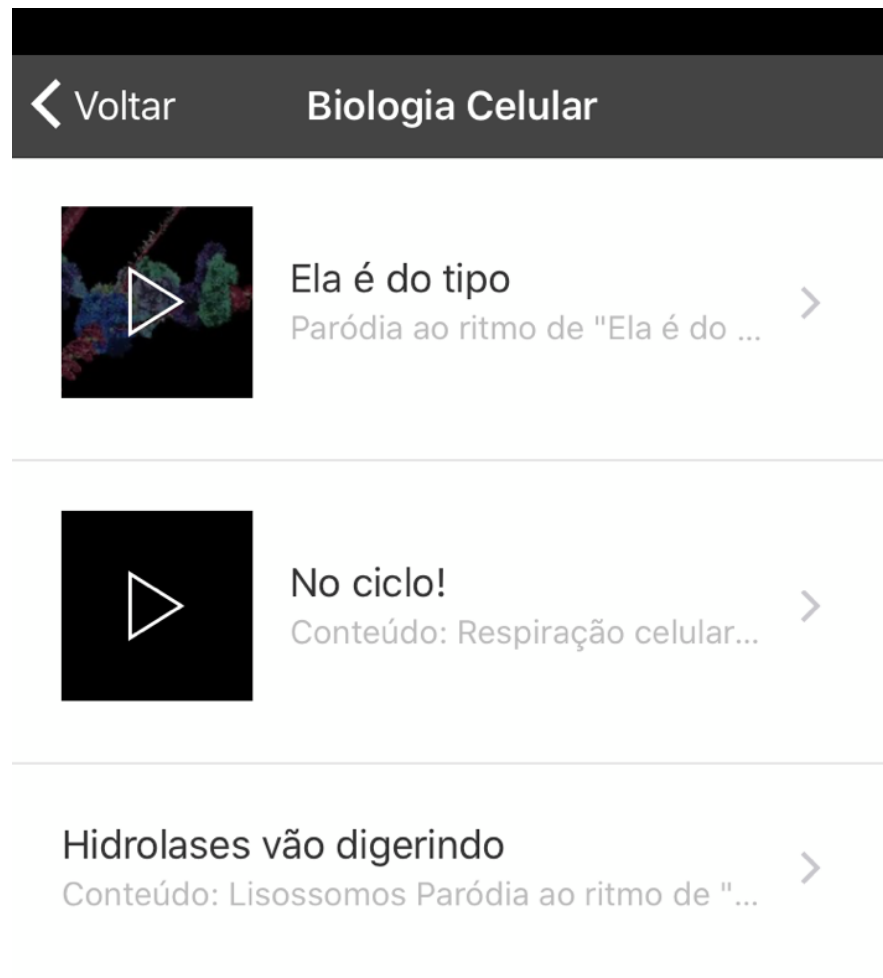 Voltar Biologia Celular
Ela é do tipo
Paródia ao ritmo de "Ela é do ...
No ciclo!
Conteúdo: Respiração celular...
Hidrolases vão digerindo
Conteúdo: Lisossomos Paródia ao ritmo de "...